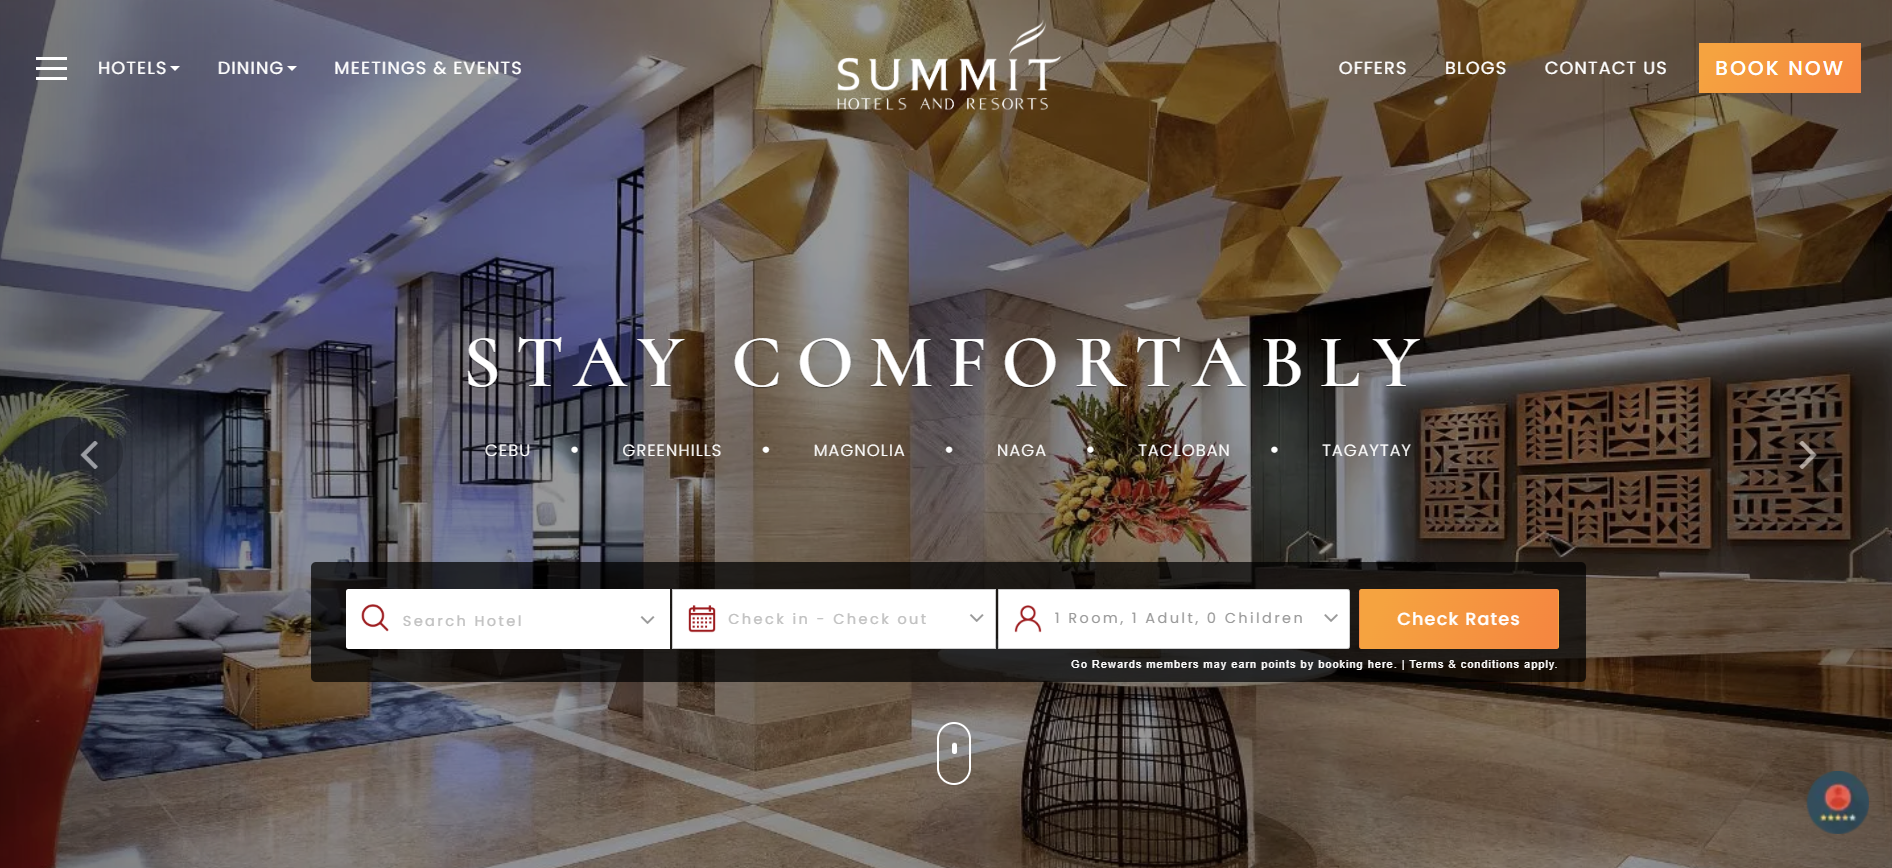 HOTELS
DINING
MEETINGS & EVENTS
SUMMIT
HOTELS AND RESORTS
OFFERS
BLOGS
CONTACT US
BOOK NOW
STAY COMFORTABLY
CEBU • GREENHILLS • MAGNOLIA • NAGA • TACLOBAN • TAGAYTAY
Search Hotel
Check in - Check out
1 Room, 1 Adult, 0 Children
Check Rates
Go Rewards members may earn points by booking here. | Terms & conditions apply.